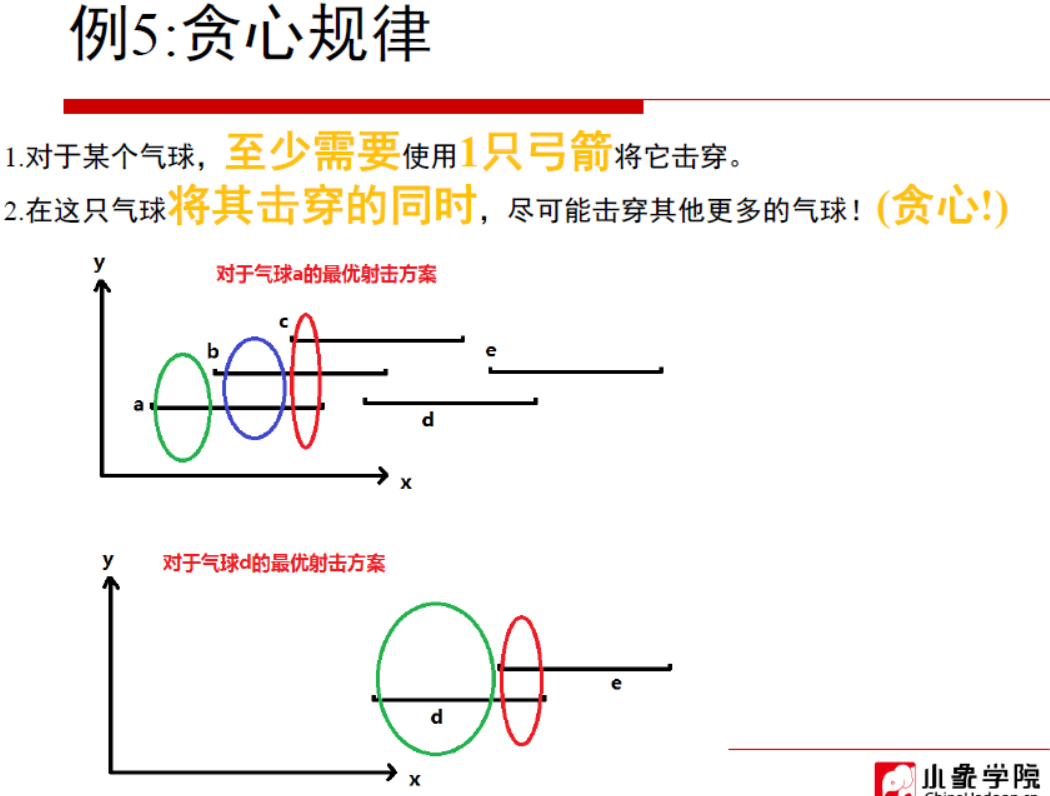 例5:贪心规律
1.对于某个气球，至少需要使用1只弓箭将它击穿。
2.在这只气球将其击穿的同时，尽可能击穿其他更多的气球！(贪心!)
y
对于气球a的最优射击方案
c
b
e
a
d
x
y
对于气球d的最优射击方案
e
d
x
小象学院
ChinaHadoop.cn